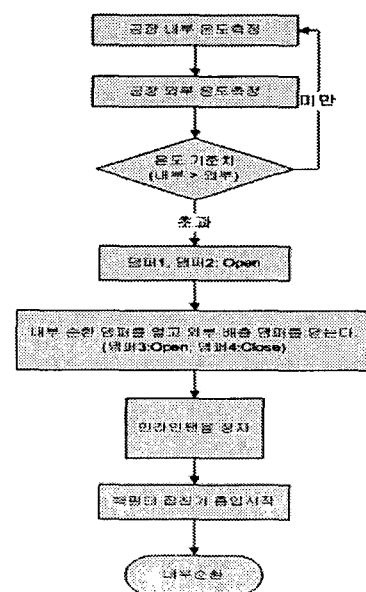 공장 내부 온도측정
공장 외부 온도측정
미만
온도 기준치
(내부 > 외부)
초과
댐퍼1, 댐퍼2: Open
내부 순환 댐퍼를 열고 외부 배출 댐퍼를 닫는다.
(댐퍼3:Open, 댐퍼4:Close)
인라인팬을 정지
백필터 집진기 흡입시작
내부순환